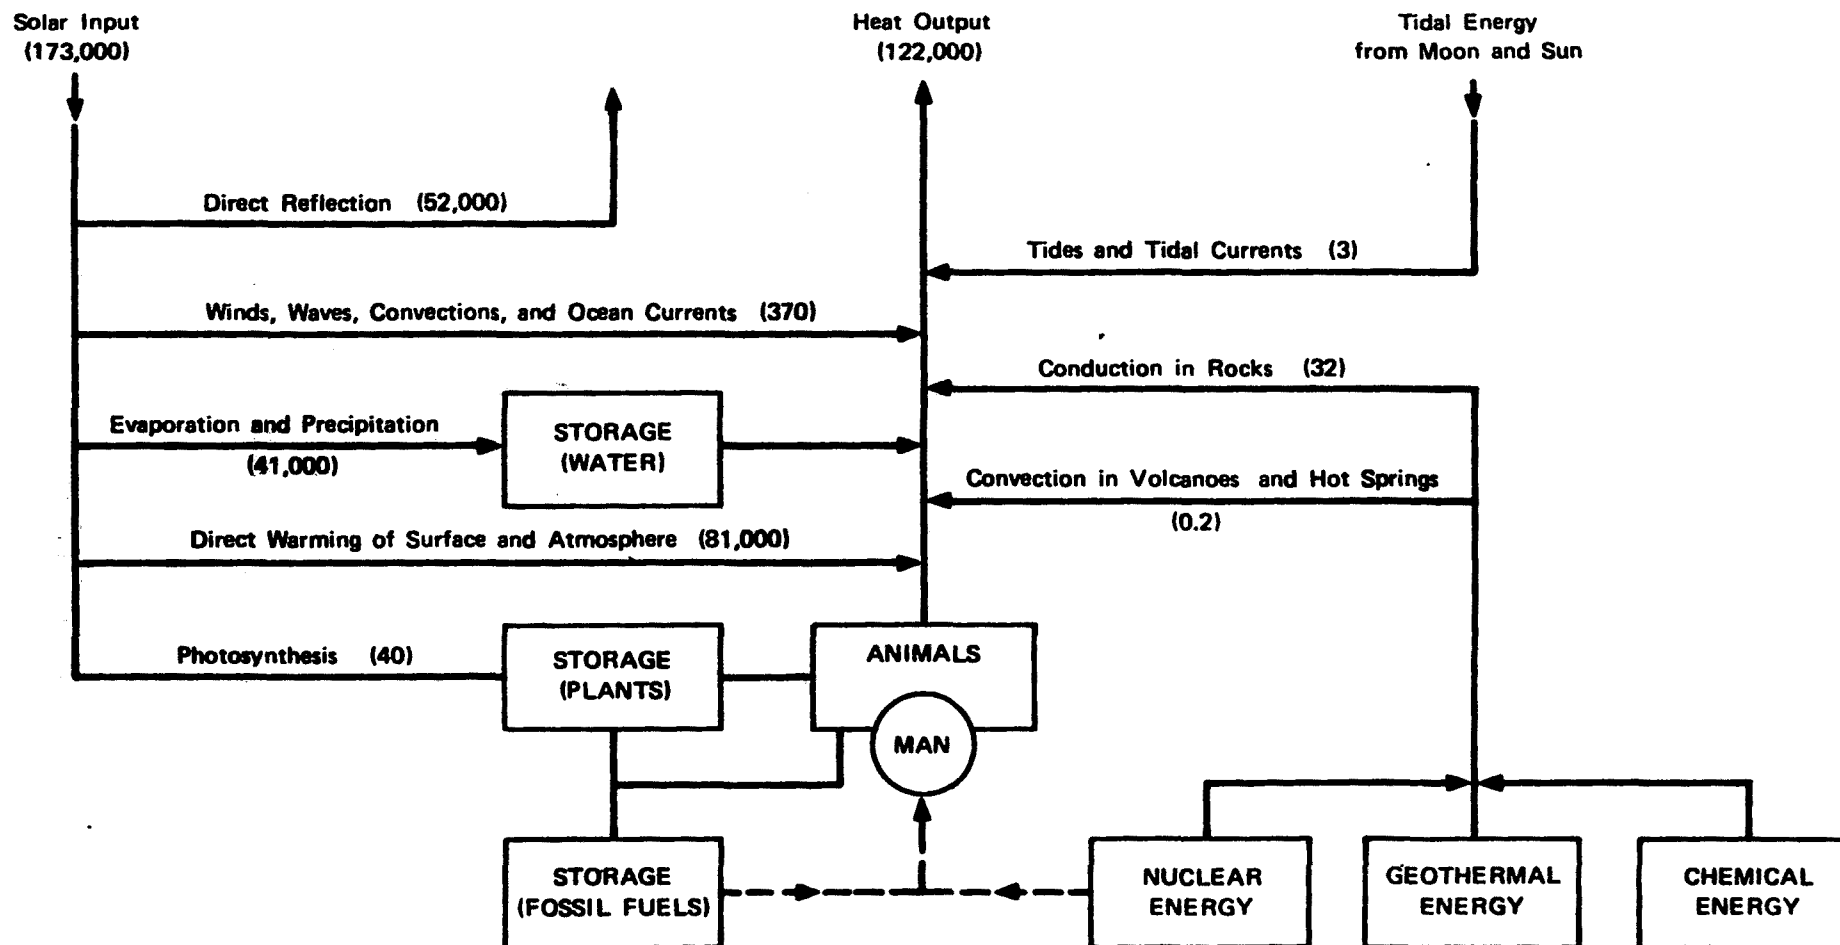 Solar Input
(173,000)
Heat Output
(122,000)
Tidal Energy
from Moon and Sun
Direct Reflection (52,000)
Tides and Tidal Currents (3)
Winds, Waves, Convections, and Ocean Currents (370)
Conduction in Rocks (32)
Evaporation and Precipitation
(41,000)
STORAGE
(WATER)
Convection in Volcanoes and Hot Springs
(0.2)
Direct Warming of Surface and Atmosphere (81,000)
Photosynthesis (40)
STORAGE
(PLANTS)
ANIMALS
MAN
STORAGE
(FOSSIL FUELS)
NUCLEAR
ENERGY
GEOTHERMAL
ENERGY
CHEMICAL
ENERGY